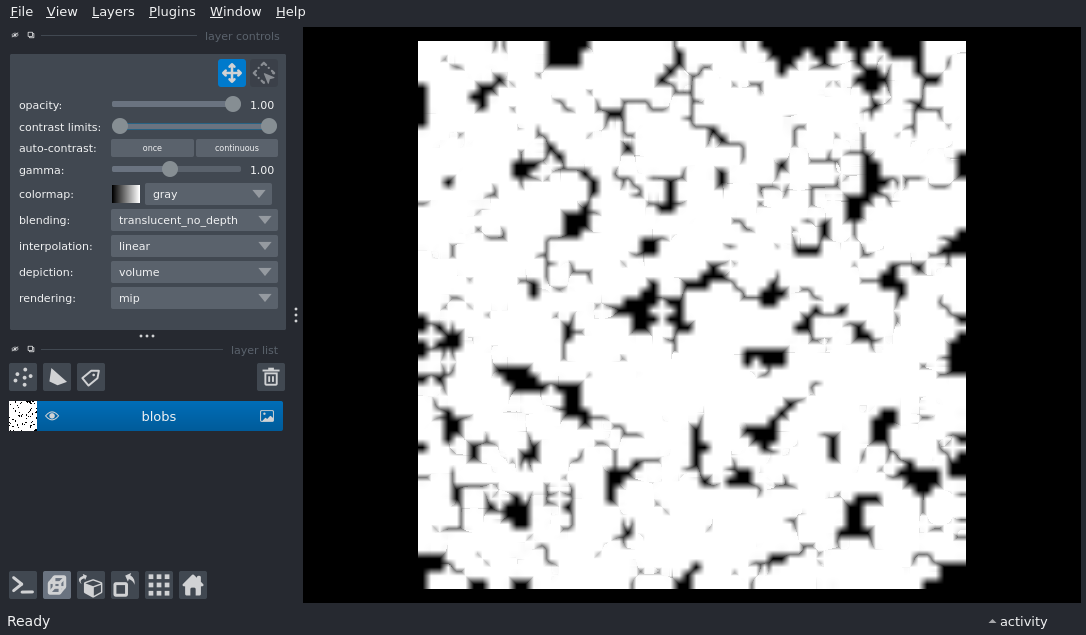 File View Layers Plugins Window Help
layer controls
opacity: 1.00
contrast limits:
auto-contrast: once continuous
gamma: 1.00
colormap: gray
blending: translucent_no_depth
interpolation: linear
depiction: volume
rendering: mip
layer list
blobs
Ready activity